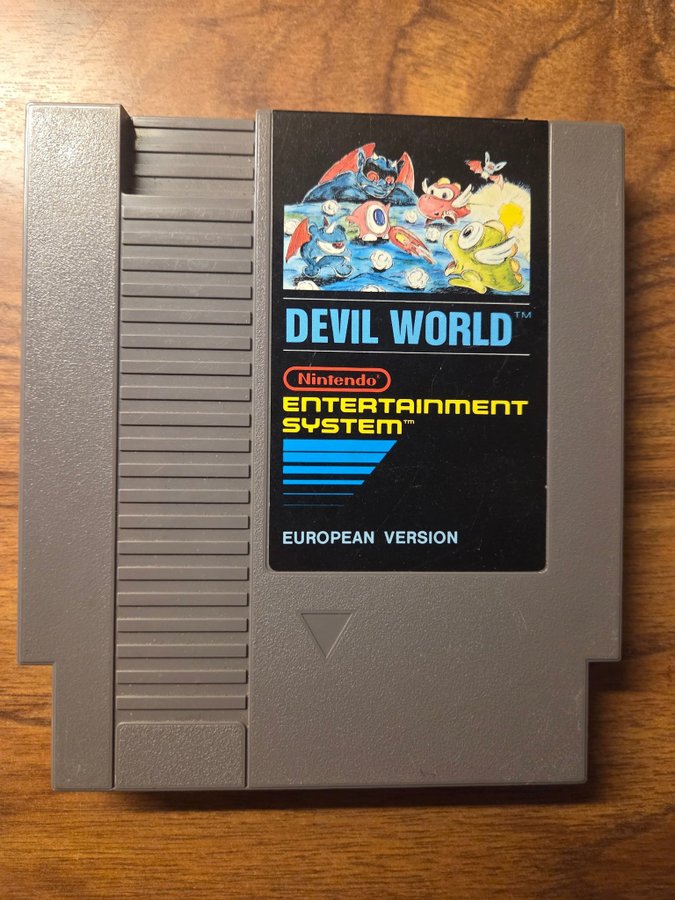 DEVIL WORLD™
Nintendo®
ENTERTAINMENT
SYSTEM™
EUROPEAN VERSION